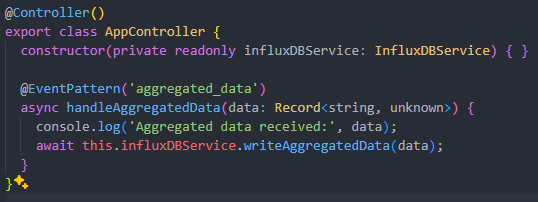 @Controller()
export class AppController {
  constructor(private readonly influxDBService: InfluxDBService) { }

  @EventPattern('aggregated_data')
  async handleAggregatedData(data: Record<string, unknown>) {
    console.log('Aggregated data received:', data);
    await this.influxDBService.writeAggregatedData(data);
  }
}